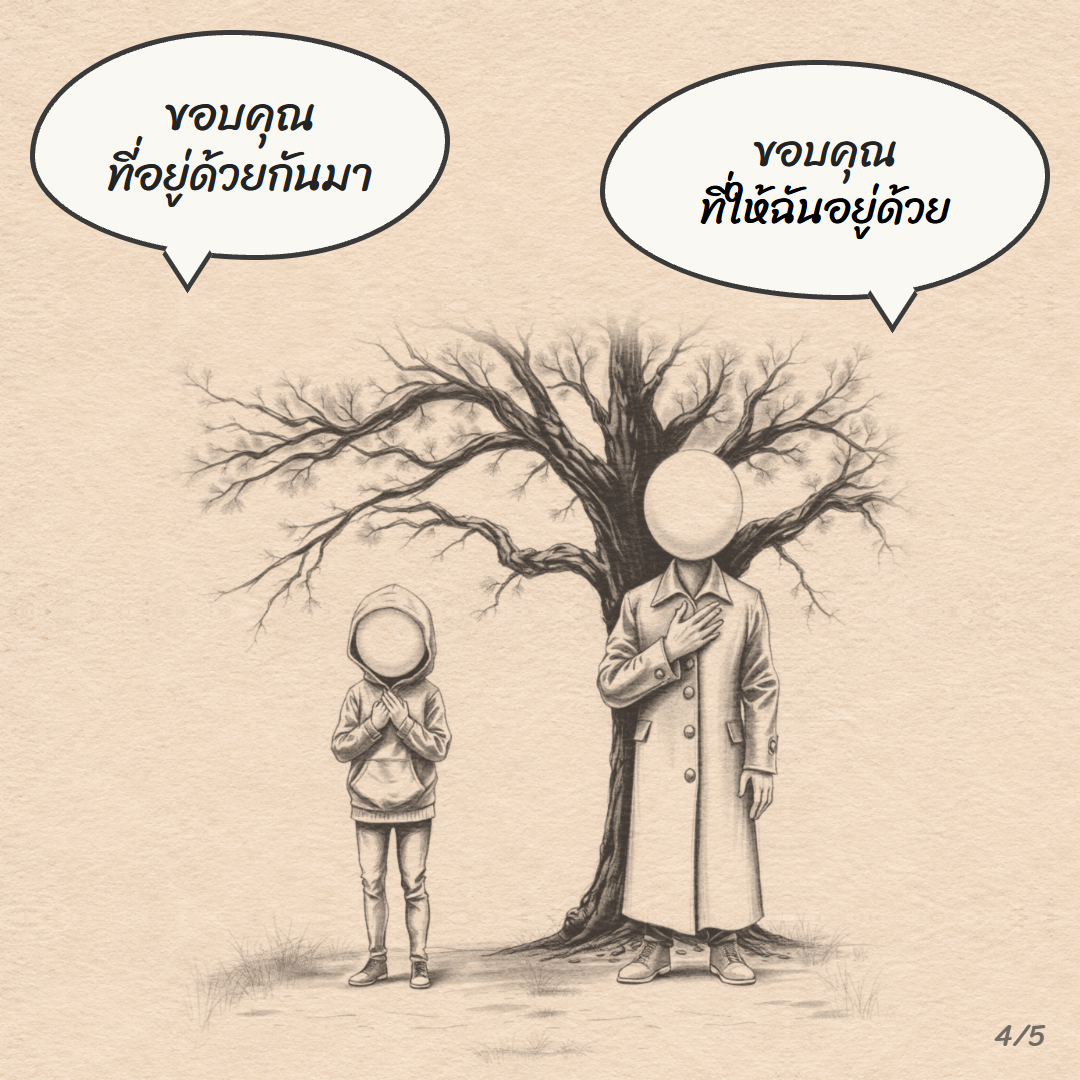 ขอบคุณ
ที่อยู่ด้วยกันมา
ขอบคุณ
ที่ให้ฉันอยู่ด้วย
4/5